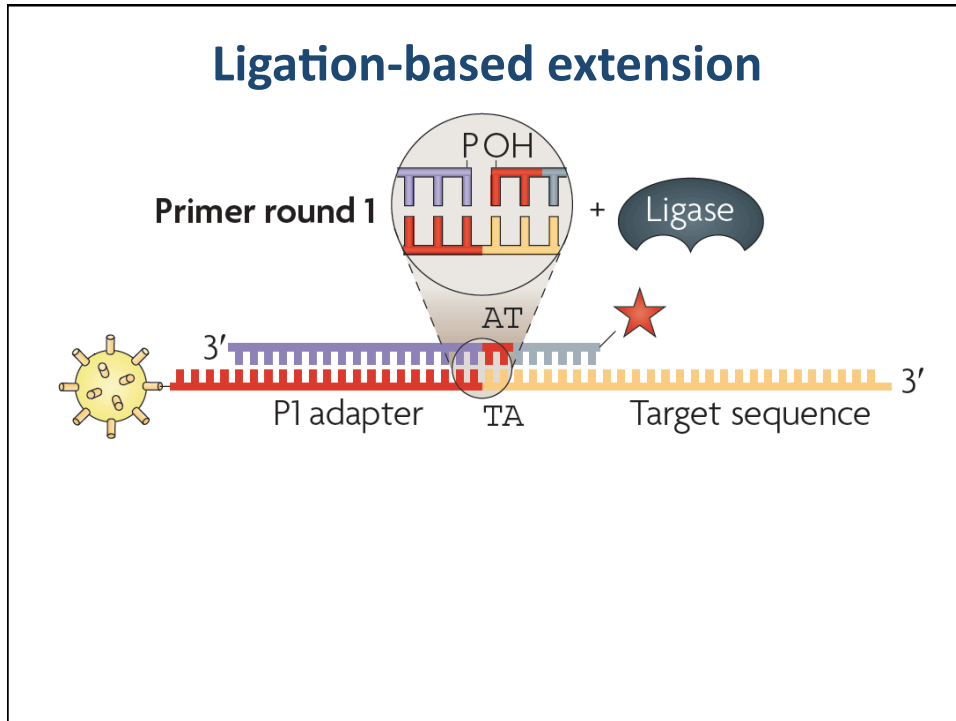 Ligation-based extension
P OH
Primer round 1
+
Ligase
AT
3′
3′
P1 adapter
TA
Target sequence